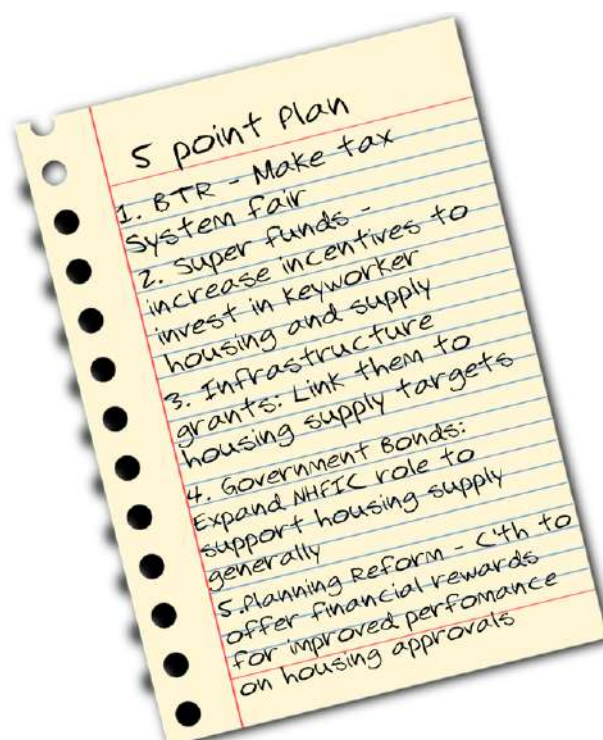 5 point Plan
1. BTR - Make tax
System fair
2. Super funds -
increase incentives to
invest in keyworker
housing and supply
3. Infrastructure
grants: Link them to
housing supply targets
4. Government Bonds:
Expand NHFIC role to
support housing supply
generally
5.Planning Reform - C'th to
offer financial rewards
for improved perfomance
on housing approvals